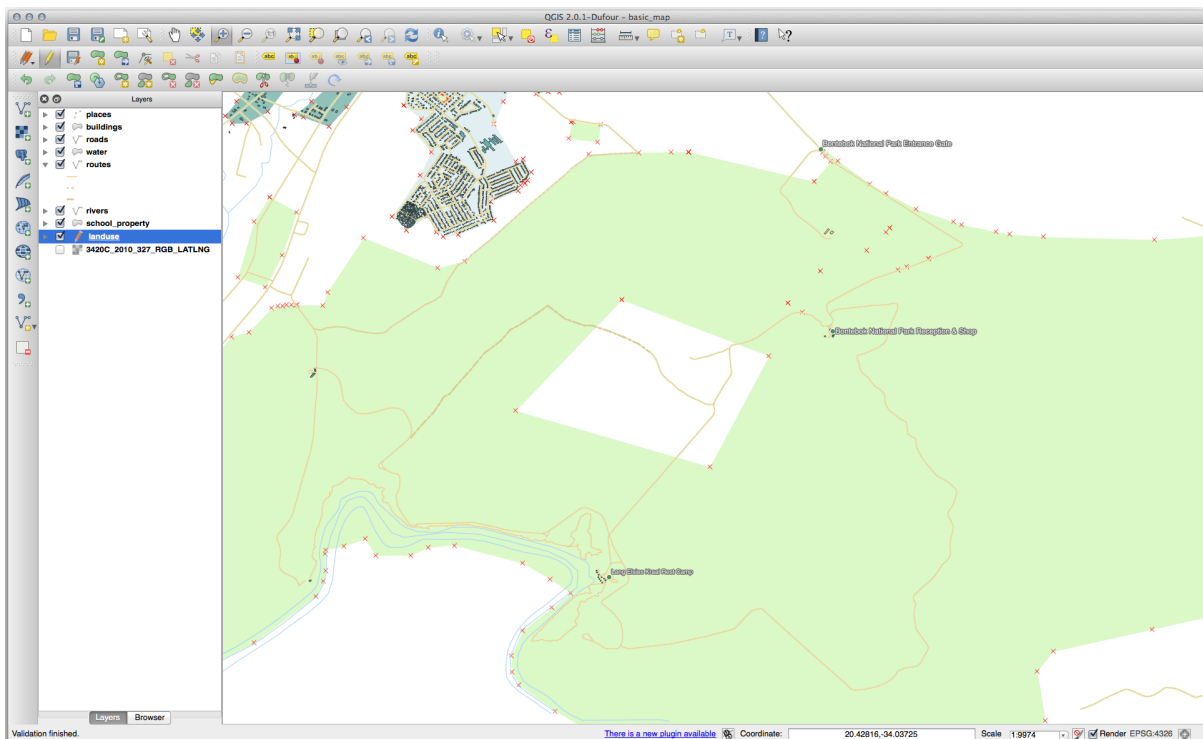 QGIS 2.0.1-Dufour - basic_map
Layers
places
buildings
roads
water
routes
rivers
school_property
landuse
3420C_2010_327_RGB_LATLNG
Bontebok National Park Entrance Gate
Bontebok National Park Reception & Shop
Lang Elsies Kraal Rest Camp
Layers Browser
Validation finished. There is a new plugin available Coordinate: 20.42816,-34.03725 Scale 1:9974 Render EPSG:4326